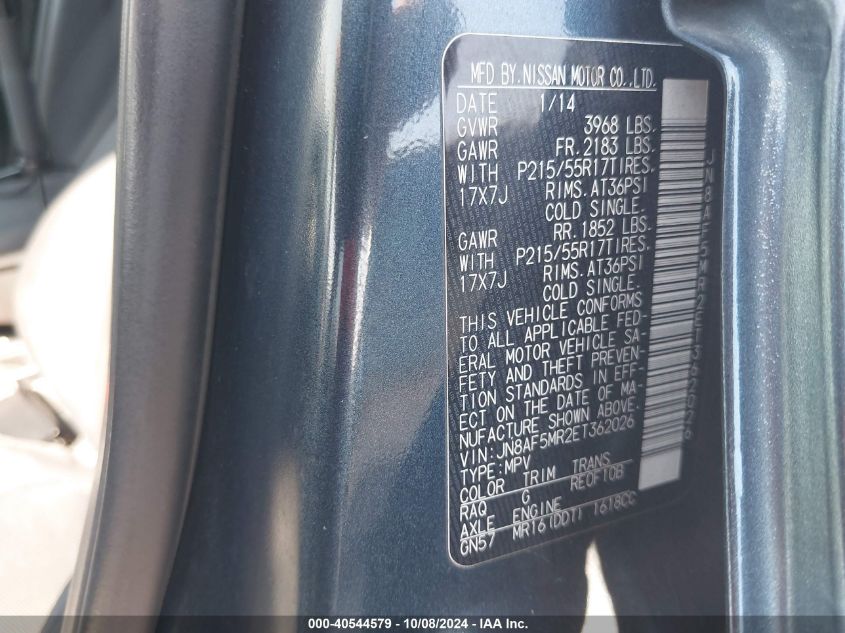 MFD BY.NISSAN MOTOR CO.,LTD.
DATE 1/14
GVWR 3968 LBS.
GAWR FR.2183 LBS.
WITH P215/55R17TIRES.
17X7J RIMS.AT36PSI
COLD SINGLE.
GAWR RR.1852 LBS.
WITH P215/55R17TIRES.
17X7J RIMS.AT36PSI
COLD SINGLE.
THIS VEHICLE CONFORMS
TO ALL APPLICABLE FED-
ERAL MOTOR VEHICLE SA-
FETY AND THEFT PREVEN-
TION STANDARDS IN EFF-
ECT ON THE DATE OF MA-
NUFACTURE SHOWN ABOVE.
VIN:JN8AF5MR2ET362026
TYPE:MPV
COLOR TRIM TRANS
RAQ G RE0F10B
AXLE ENGINE
GN57 MR16(DDT) 1618CC
JN8AF5MR2ET362026
000-40544579 - 10/08/2024 - IAA Inc.